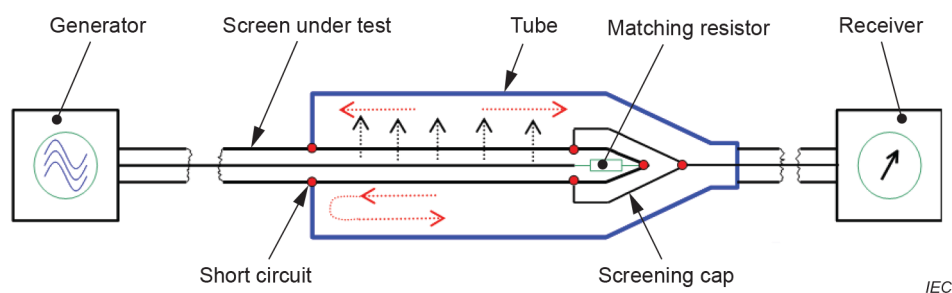 Generator
Screen under test
Tube
Matching resistor
Receiver
Short circuit
Screening cap
IEC